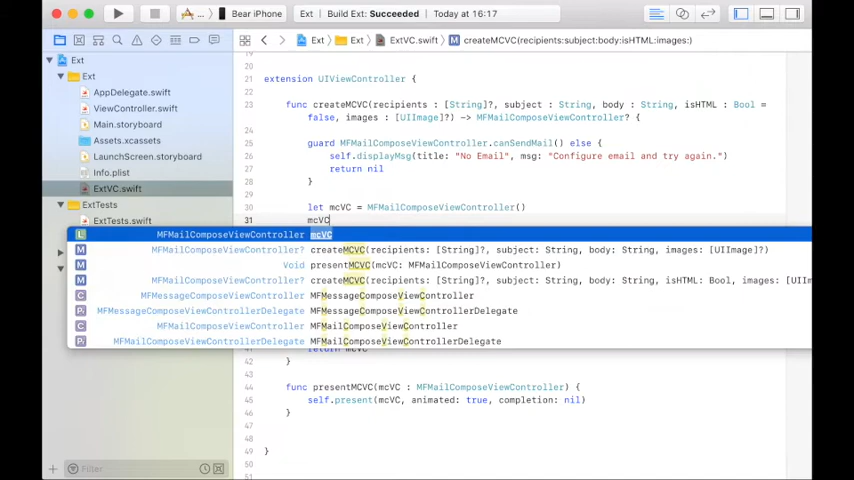 Bear iPhone
Ext Build Ext: Succeeded Today at 16:17
Ext Ext ExtVC.swift M createMCVC(recipients:subject:body:isHTML:images:)
Ext
Ext
AppDelegate.swift
ViewController.swift
Main.storyboard
Assets.xcassets
LaunchScreen.storyboard
Info.plist
ExtVC.swift
ExtTests
ExtTests.swift
Filter
20
21 extension UIViewController {
22
23 func createMCVC(recipients : [String]?, subject : String, body : String, isHTML : Bool =
false, images : [UIImage]?) -> MFMailComposeViewController? {
24
25 guard MFMailComposeViewController.canSendMail() else {
26 self.displayMsg(title: "No Email", msg: "Configure email and try again.")
27 return nil
28 }
29
30 let mcVC = MFMailComposeViewController()
31 mcVC
L MFMailComposeViewController mcVC
M MFMailComposeViewController? createMCVC(recipients: [String]?, subject: String, body: String, images: [UIImage]?)
M Void presentMCVC(mcVC: MFMailComposeViewController)
M MFMailComposeViewController? createMCVC(recipients: [String]?, subject: String, body: String, isHTML: Bool, images: [UIIm
C MFMessageComposeViewController MFMessageComposeViewController
MFMessageComposeViewControllerDelegate MFMessageComposeViewControllerDelegate
C MFMailComposeViewController MFMailComposeViewController
MFMailComposeViewControllerDelegate MFMailComposeViewControllerDelegate
42 }
43
44 func presentMCVC(mcVC : MFMailComposeViewController) {
45 self.present(mcVC, animated: true, completion: nil)
46 }
47
48
49 }
50
51